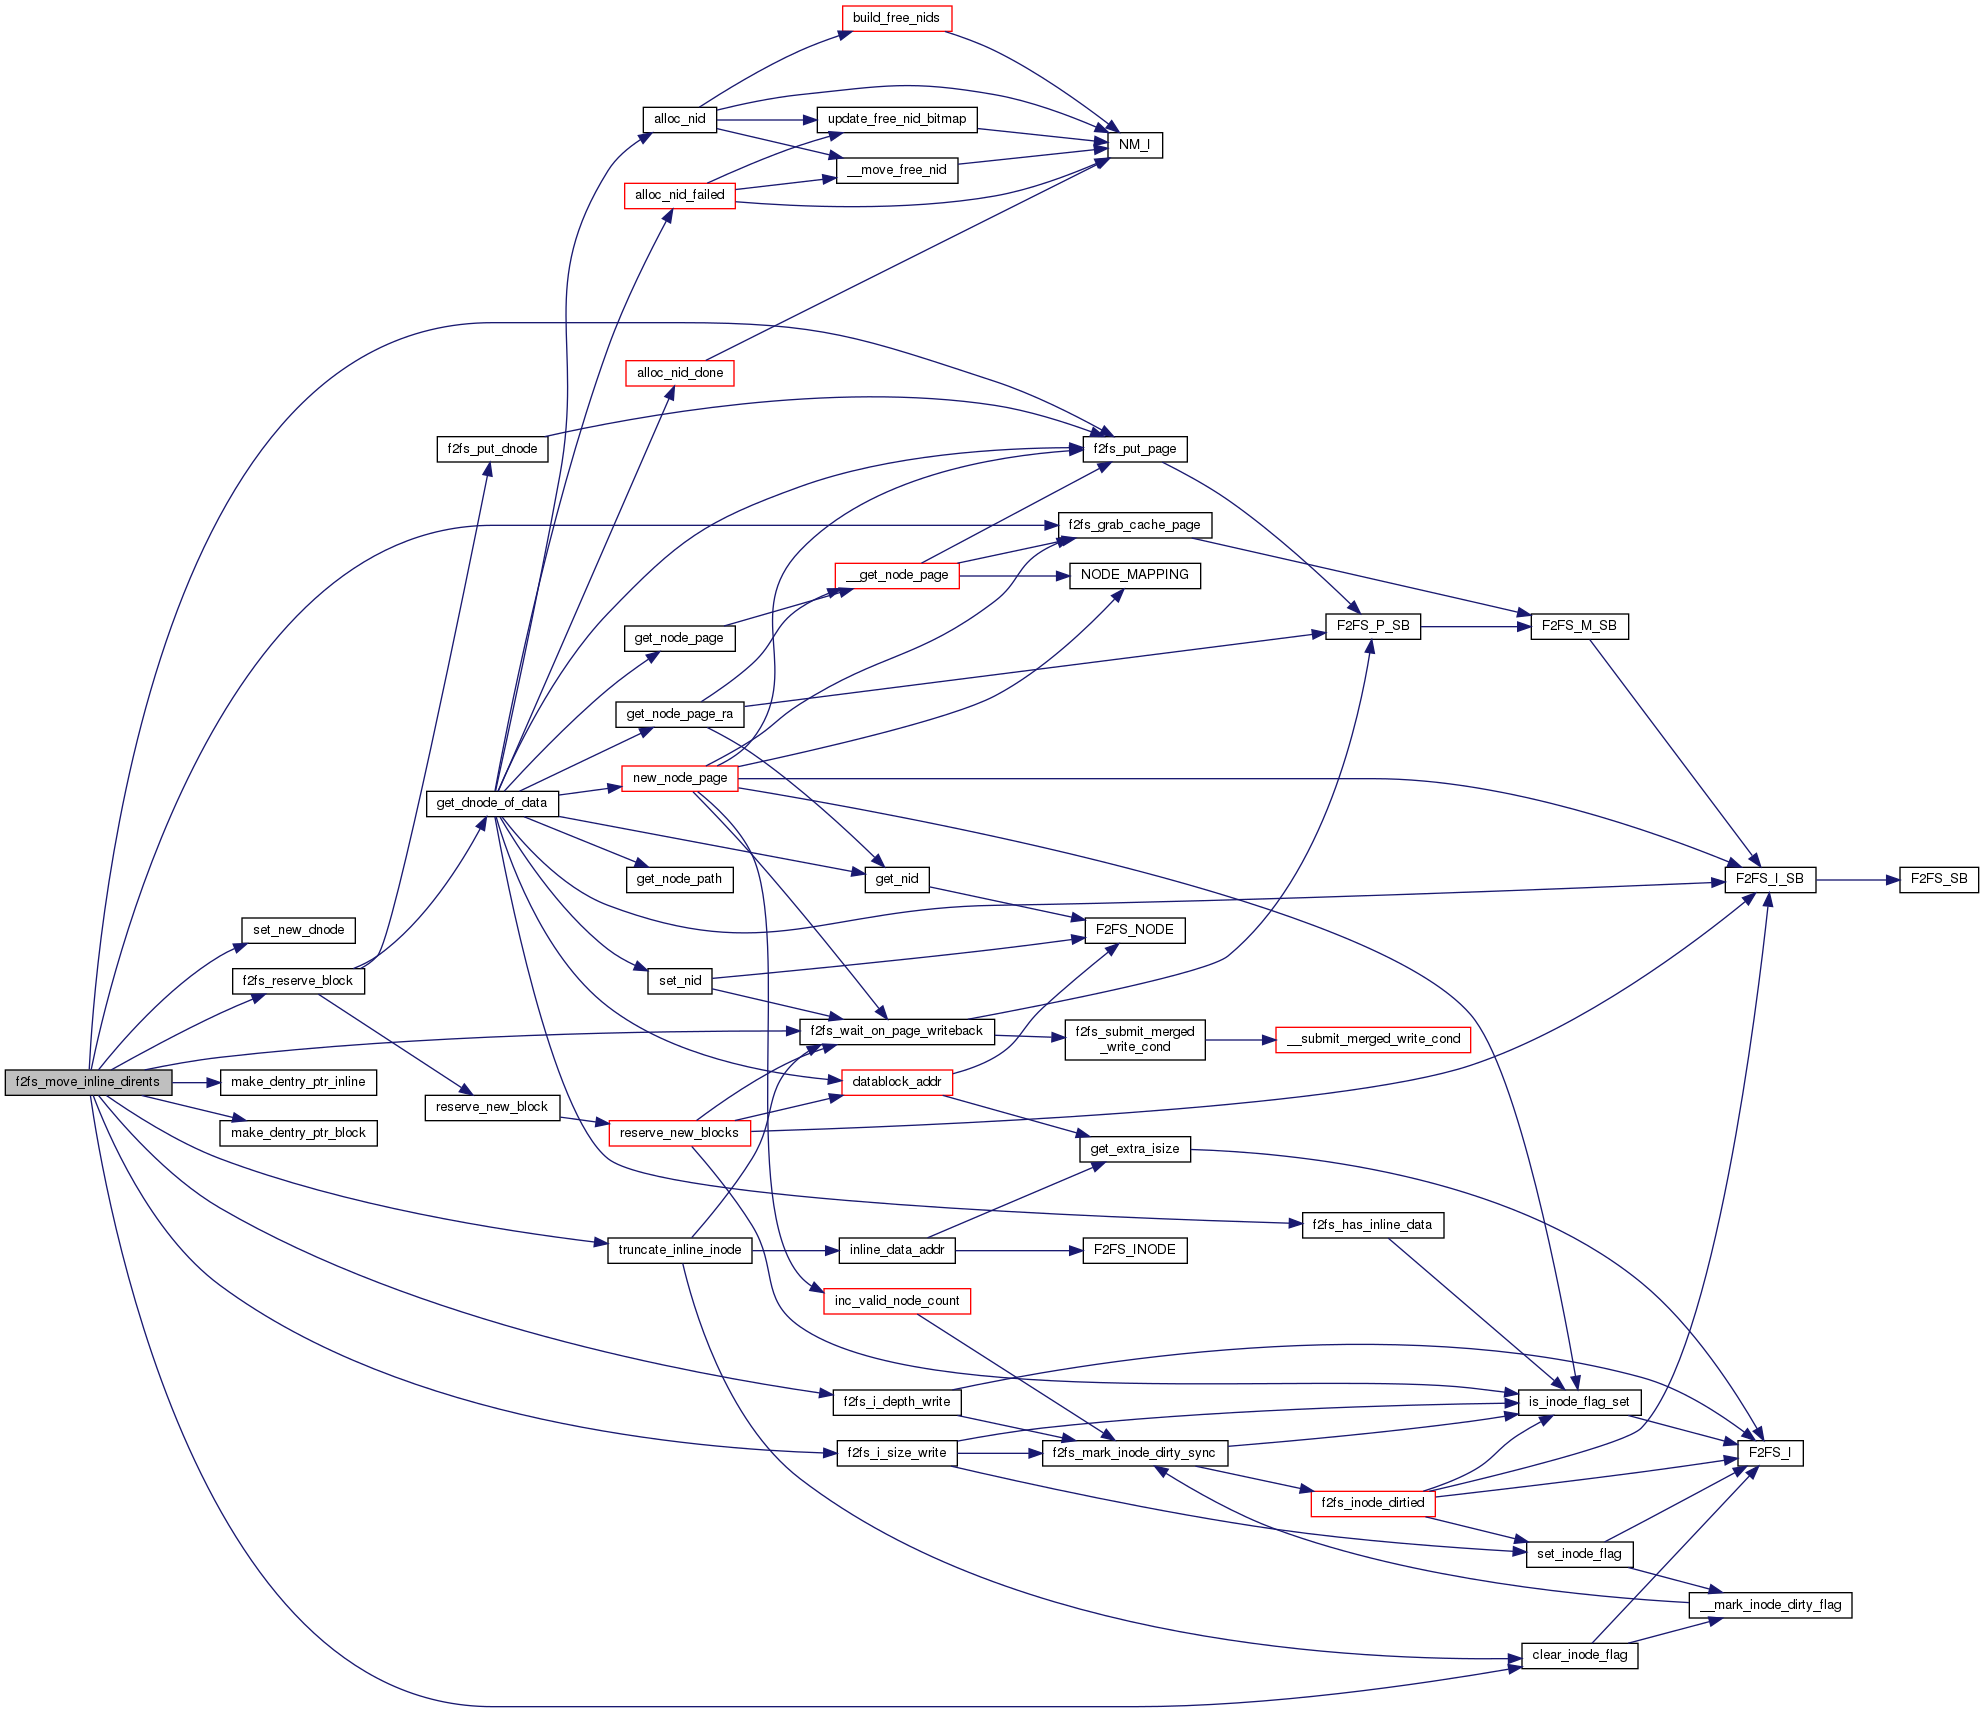 build_free_nids
alloc_nid
update_free_nid_bitmap
NM_I
__move_free_nid
alloc_nid_failed
alloc_nid_done
f2fs_put_dnode
f2fs_put_page
f2fs_grab_cache_page
__get_node_page
NODE_MAPPING
get_node_page
F2FS_P_SB
F2FS_M_SB
get_node_page_ra
new_node_page
get_dnode_of_data
get_node_path
get_nid
F2FS_I_SB
F2FS_SB
set_new_dnode
F2FS_NODE
f2fs_reserve_block
set_nid
f2fs_wait_on_page_writeback
f2fs_submit_merged
_write_cond
__submit_merged_write_cond
f2fs_move_inline_dirents
make_dentry_ptr_inline
datablock_addr
reserve_new_block
make_dentry_ptr_block
reserve_new_blocks
get_extra_isize
f2fs_has_inline_data
truncate_inline_inode
inline_data_addr
F2FS_INODE
inc_valid_node_count
f2fs_i_depth_write
is_inode_flag_set
f2fs_i_size_write
f2fs_mark_inode_dirty_sync
F2FS_I
f2fs_inode_dirtied
set_inode_flag
__mark_inode_dirty_flag
clear_inode_flag